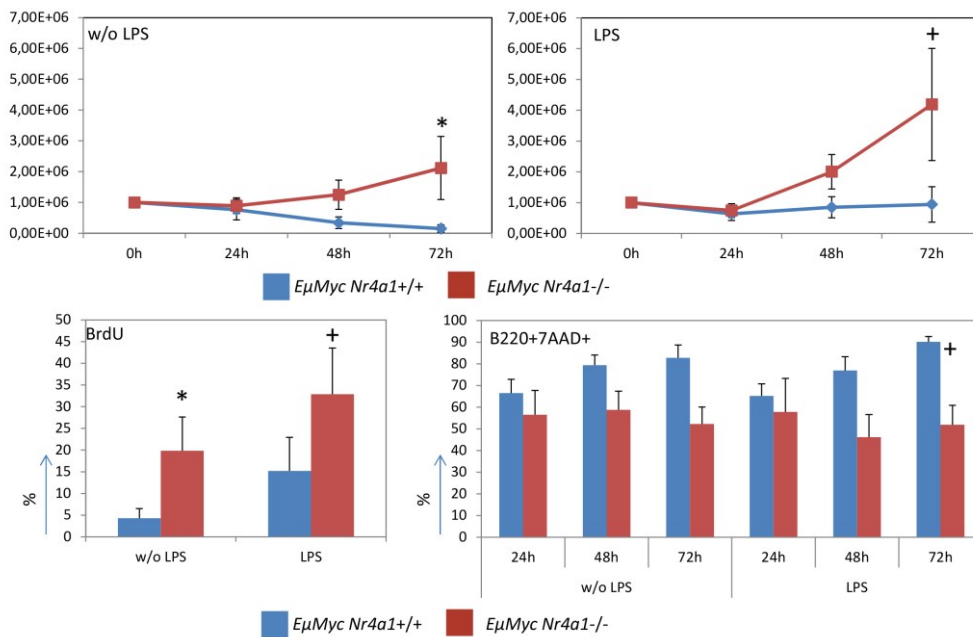 7,00E+06
6,00E+06
5,00E+06
4,00E+06
3,00E+06
2,00E+06
1,00E+06
0,00E+00
w/o LPS
*
0h 24h 48h 72h
7,00E+06
6,00E+06
5,00E+06
4,00E+06
3,00E+06
2,00E+06
1,00E+06
0,00E+00
LPS
+
0h 24h 48h 72h
EµMyc Nr4a1+/+ EµMyc Nr4a1-/-
50
45
40
35
30
25
20
15
10
5
0
%
BrdU
*
+
w/o LPS LPS
100
90
80
70
60
50
40
30
20
10
0
%
B220+7AAD+
+
24h 48h 72h 24h 48h 72h
w/o LPS LPS
EµMyc Nr4a1+/+ EµMyc Nr4a1-/-